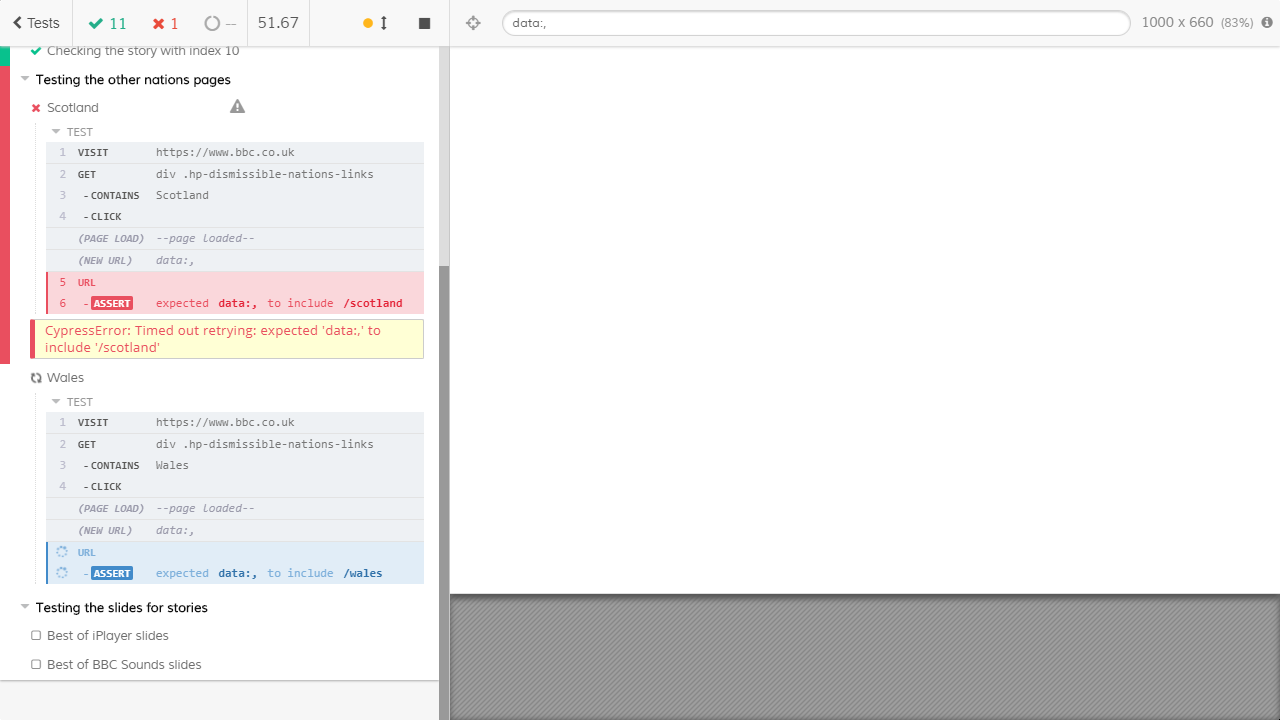 Tests 11 1 -- 51.67 data:, 1000 x 660 (83%)
Checking the story with index 10
Testing the other nations pages
Scotland
TEST
1 VISIT https://www.bbc.co.uk
2 GET div .hp-dismissible-nations-links
3 -CONTAINS Scotland
4 -CLICK
(PAGE LOAD) --page loaded--
(NEW URL) data:,
5 URL
6 -ASSERT expected data:, to include /scotland
CypressError: Timed out retrying: expected 'data:,' to
include '/scotland'
Wales
TEST
1 VISIT https://www.bbc.co.uk
2 GET div .hp-dismissible-nations-links
3 -CONTAINS Wales
4 -CLICK
(PAGE LOAD) --page loaded--
(NEW URL) data:,
URL
-ASSERT expected data:, to include /wales
Testing the slides for stories
Best of iPlayer slides
Best of BBC Sounds slides